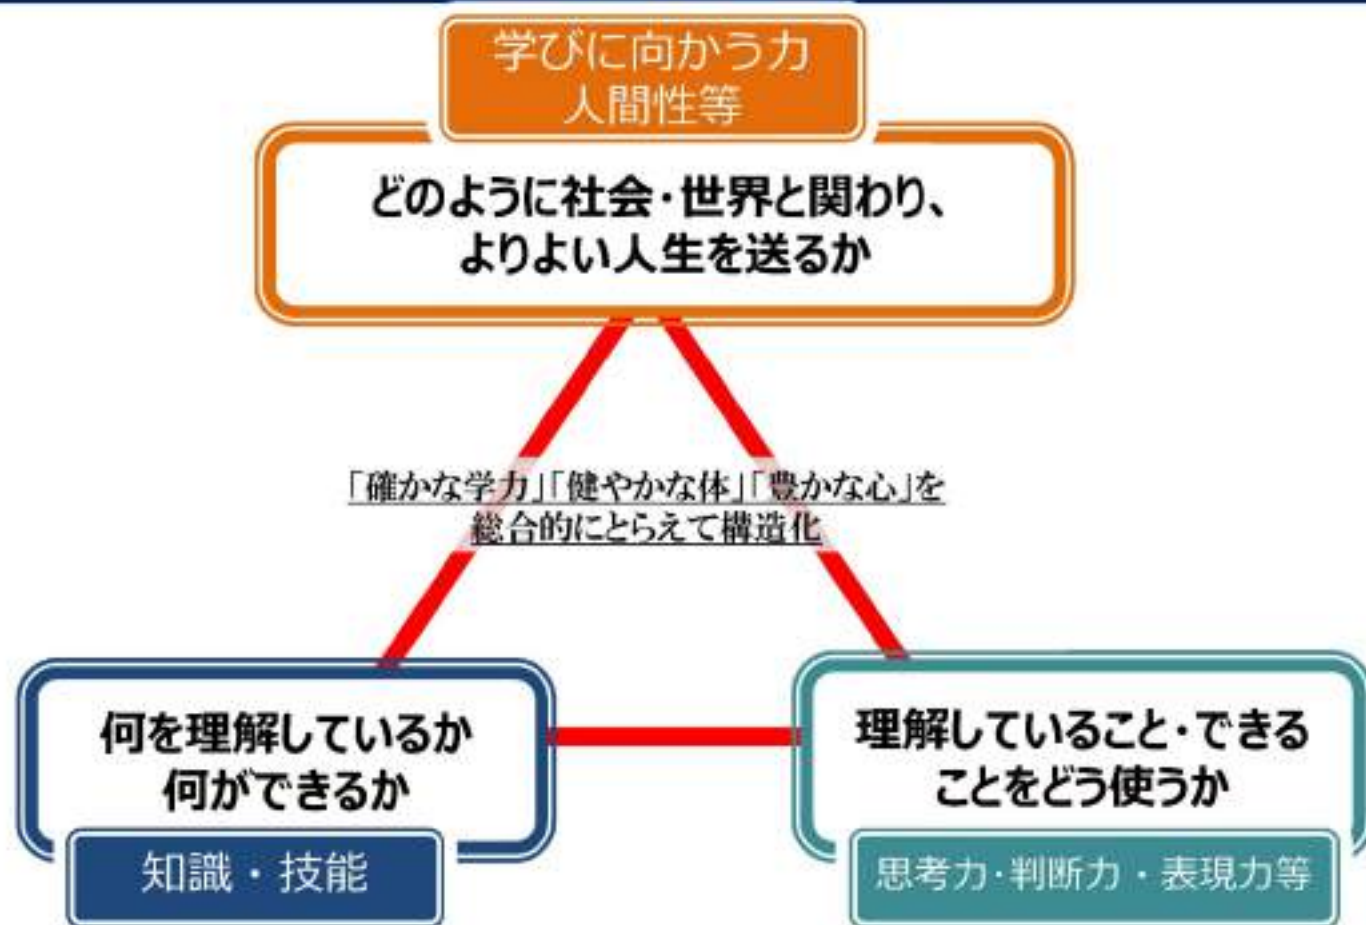 学びに向かう力
人間性等
どのように社会・世界と関わり、
よりよい人生を送るか
「確かな学力」「健やかな体」「豊かな心」を
総合的にとらえて構造化
何を理解しているか
何ができるか
知識・技能
理解していること・できる
ことをどう使うか
思考力・判断力・表現力等